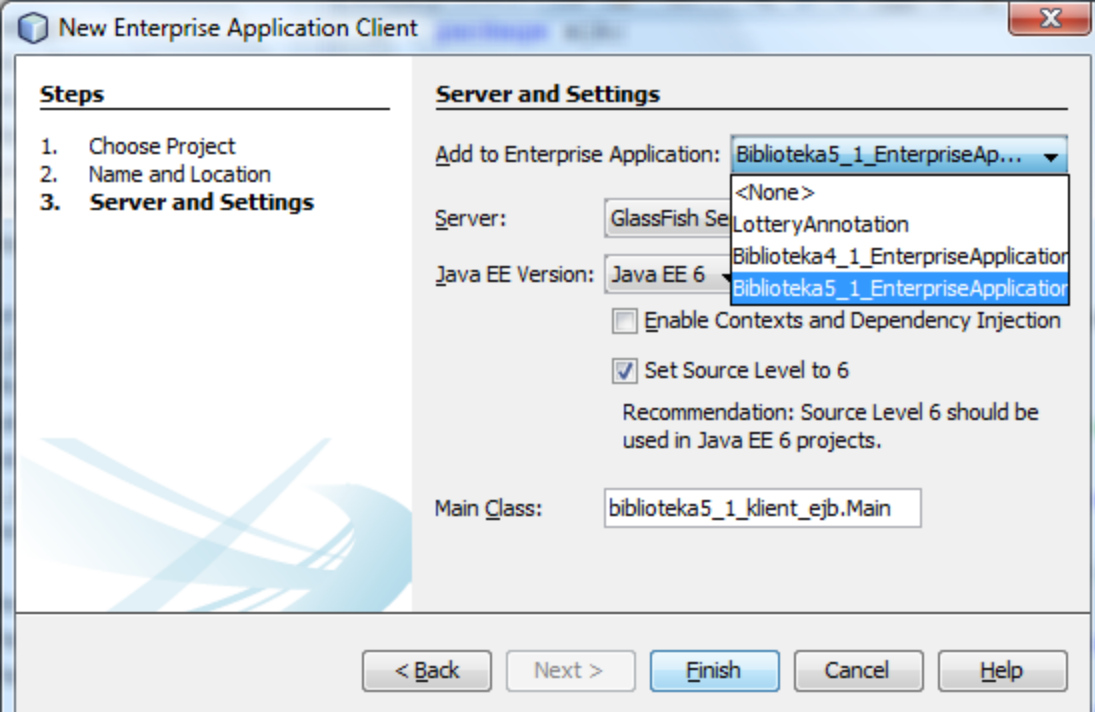 New Enterprise Application Client
Steps
1. Choose Project
2. Name and Location
3. Server and Settings
Server and Settings
Add to Enterprise Application: Biblioteka5_1_EnterpriseAp...
<None>
LotteryAnnotation
Biblioteka4_1_EnterpriseApplication
Biblioteka5_1_EnterpriseApplication
Server: GlassFish Se
Java EE Version: Java EE 6
Enable Contexts and Dependency Injection
Set Source Level to 6
Recommendation: Source Level 6 should be
used in Java EE 6 projects.
Main Class: biblioteka5_1_klient_ejb.Main
< Back Next > Finish Cancel Help